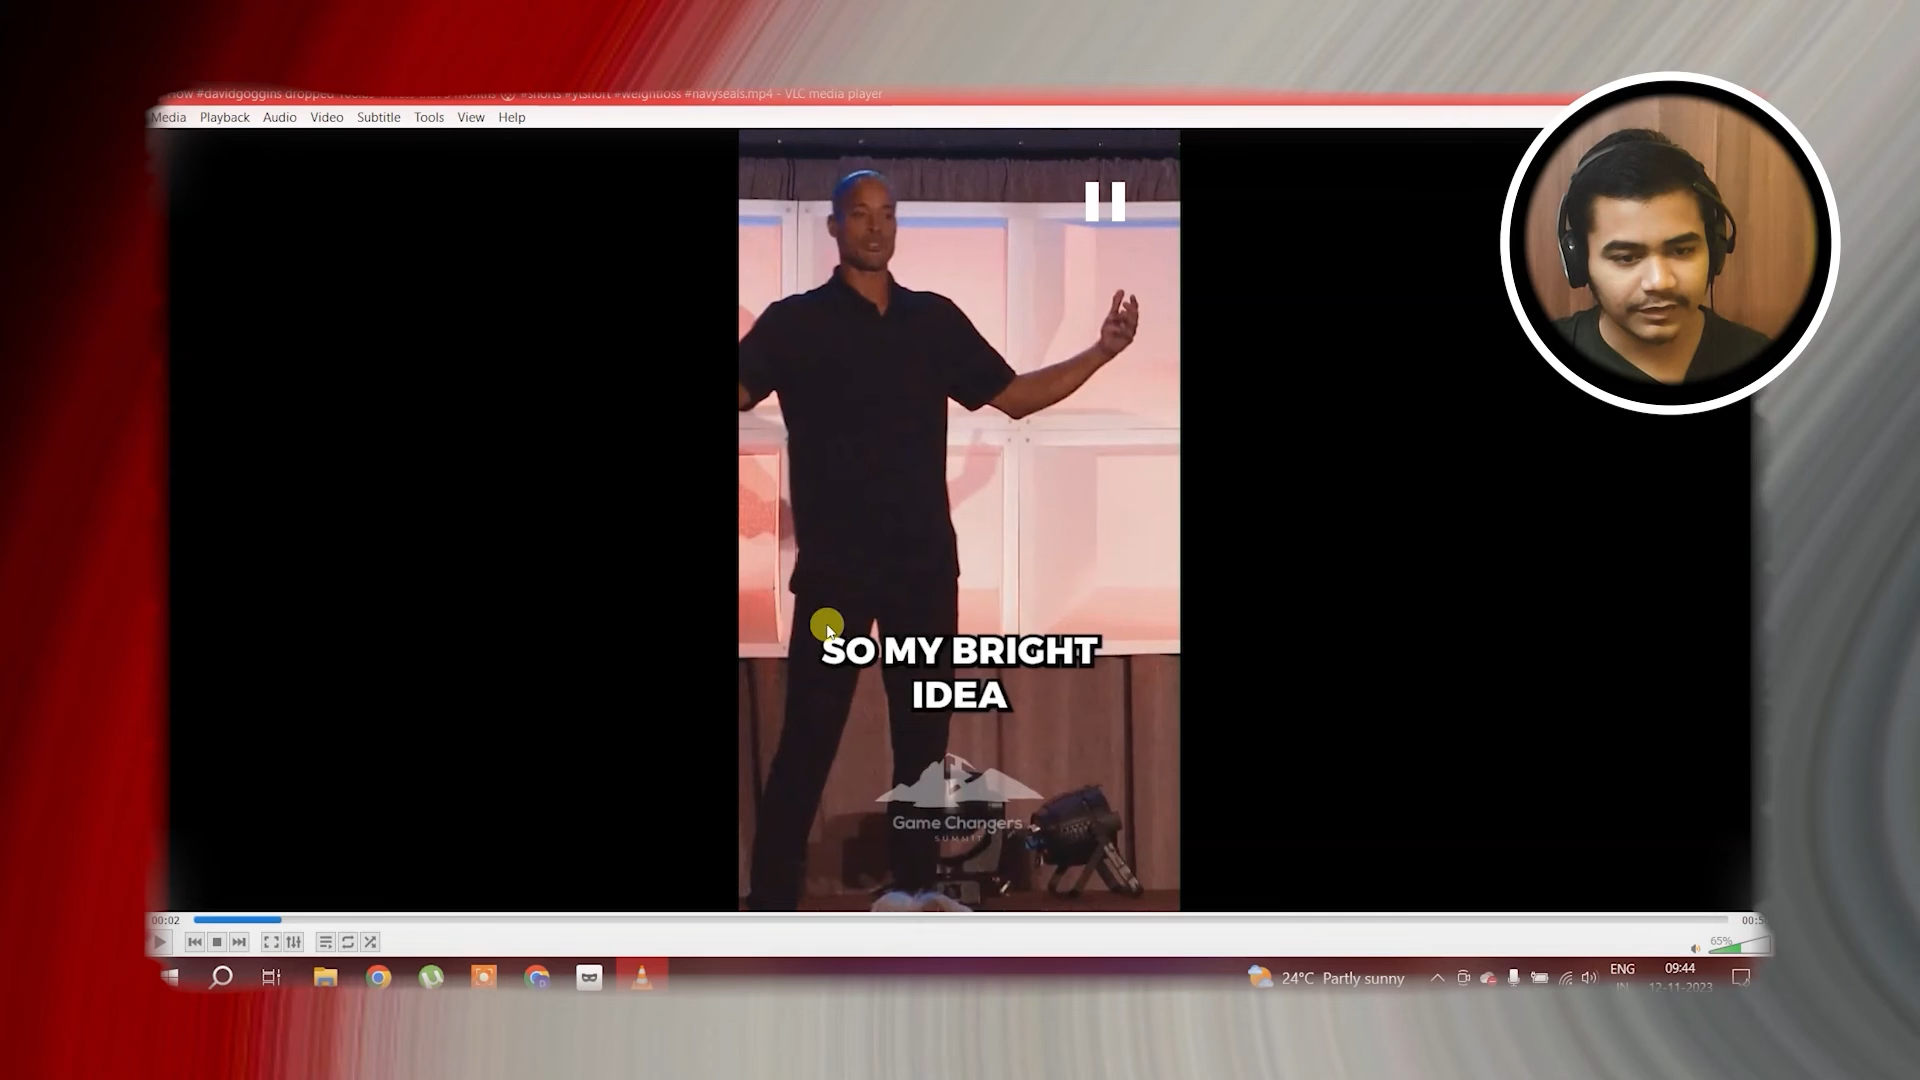 #davidgoggins dropped
#shorts #ytshort #weightloss #navyseals.mp4 - VLC media player
Media Playback Audio Video Subtitle Tools View Help
SO MY BRIGHT
IDEA
Game Changers
SUMMIT
00:02
65%
24°C Partly sunny
ENG
IN
09:44
12-11-2023